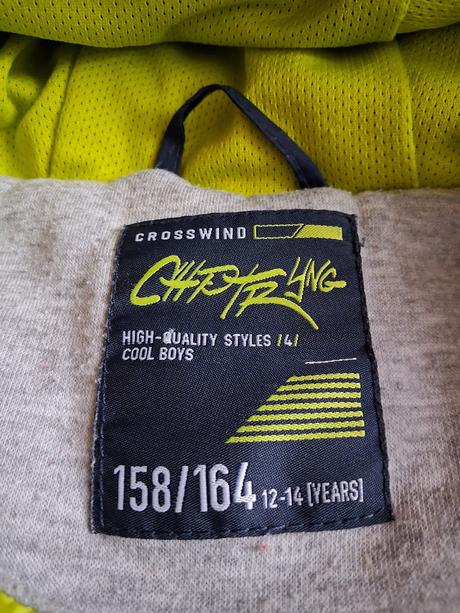 CROSSWIND
CHPTR YNG
HIGH-QUALITY STYLES /4/
COOL BOYS
158/164 12-14 [YEARS]